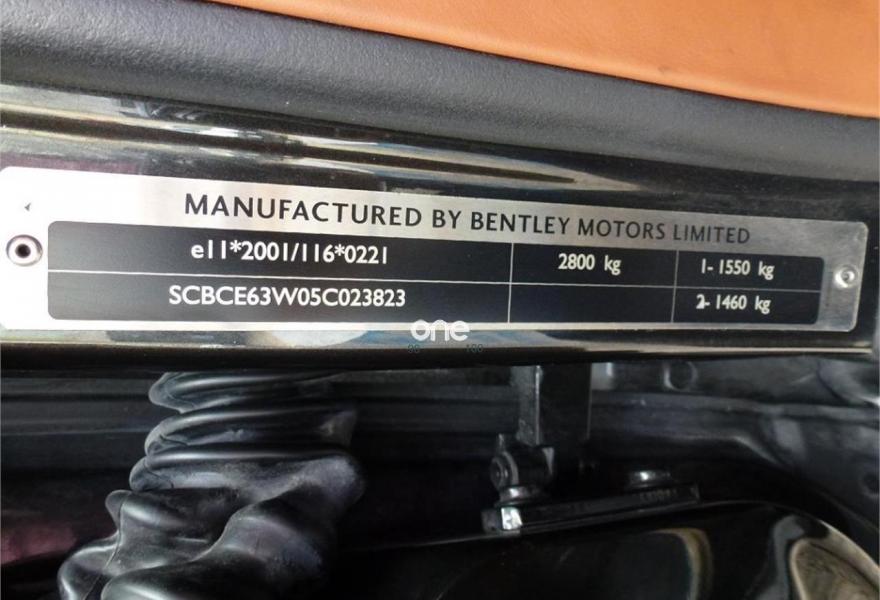 MANUFACTURED BY BENTLEY MOTORS LIMITED
e11*2001/116*0221 2800 kg 1- 1550 kg
SCBCE63W05C023823 2- 1460 kg
one